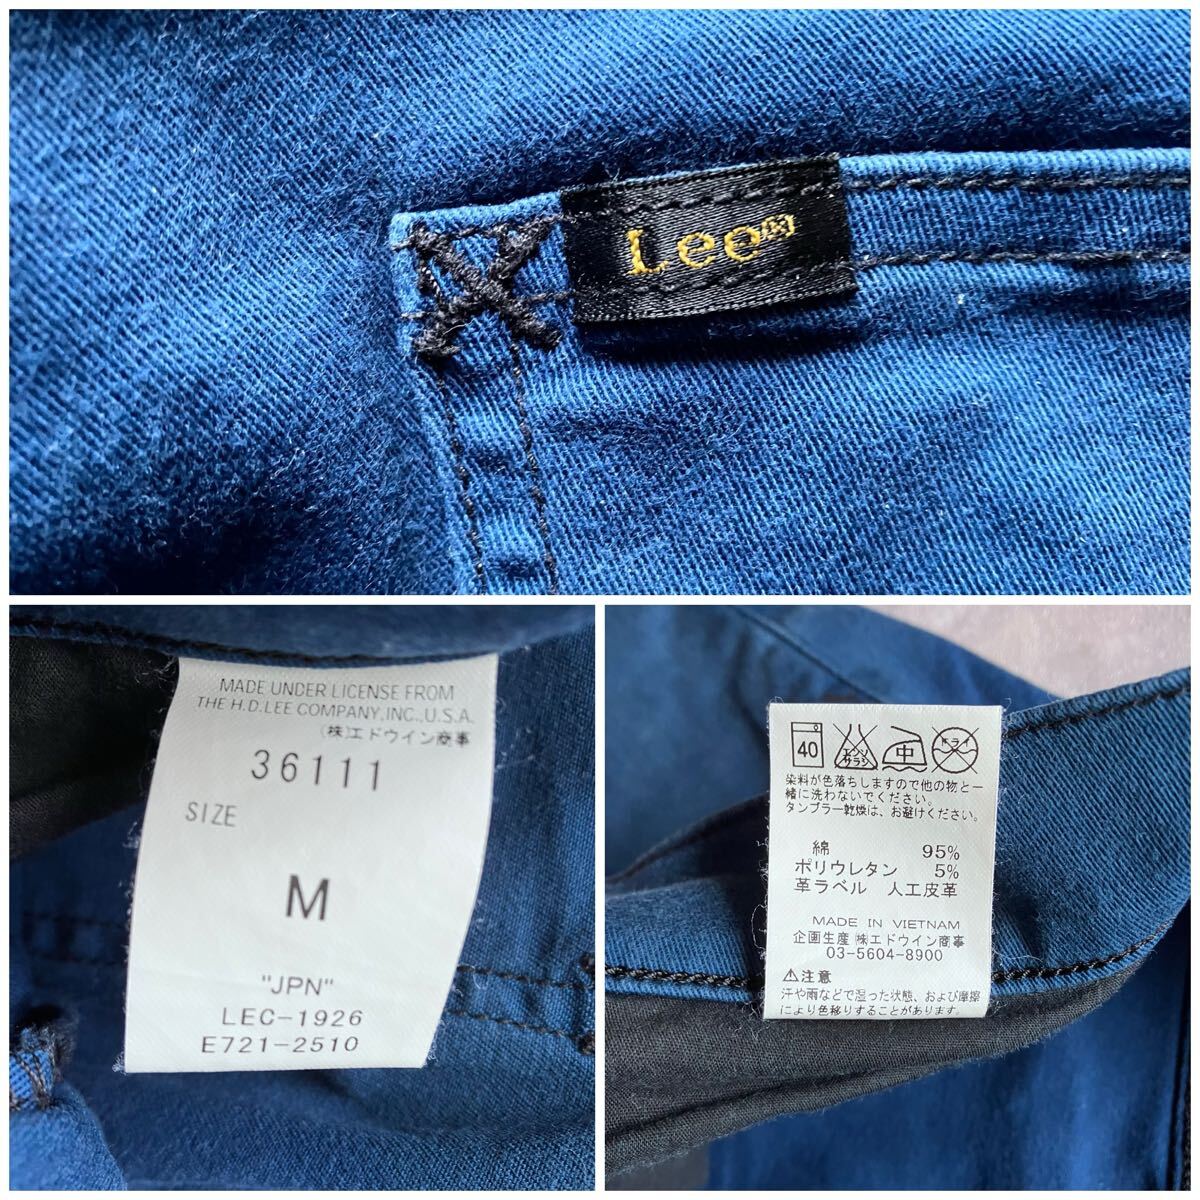 Lee®
MADE UNDER LICENSE FROM
THE H.D.LEE COMPANY,INC.,U.S.A.
(株)エドウイン商事
36111
SIZE
M
"JPN"
LEC-1926
E721-2510
40
エンソ
サラシ
中
ドライ
染料が色落ちしますので他の物と一
緒に洗わないでください。
タンブラー乾燥は、お避けください。
綿 95%
ポリウレタン 5%
革ラベル 人工皮革
MADE IN VIETNAM
企画生産 ㈱エドウイン商事
03-5604-8900
⚠注意
汗や雨などで湿った状態、および摩擦
により色移りすることがあります。